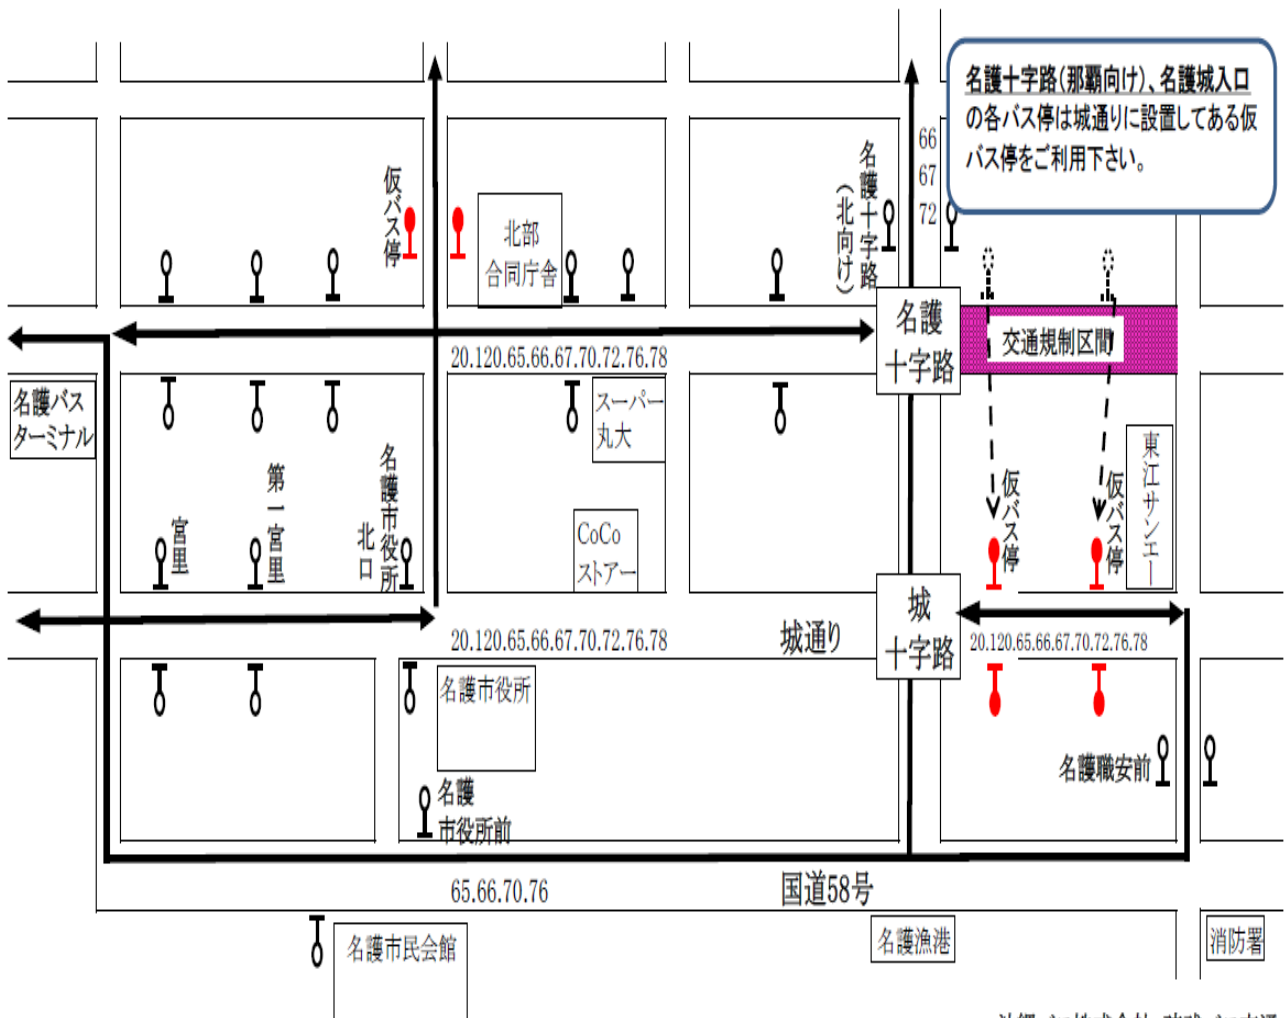 名護十字路(那覇向け)、名護城入口
の各バス停は城通りに設置してある仮
バス停をご利用下さい。
66
67
72
名護十字路
(北向け)
仮バス停
北部
合同庁舎
名護
十字路
交通規制区間
20.120.65.66.67.70.72.76.78
名護バス
ターミナル
スーパー
丸大
東江サンエー
仮バス停
仮バス停
宮里
第一宮里
名護市役所
北口
CoCo
ストアー
城
十字路
20.120.65.66.67.70.72.76.78
城通り
20.120.65.66.67.70.72.76.78
名護市役所
名護職安前
名護
市役所前
65.66.70.76
国道58号
名護市民会館
名護漁港
消防署